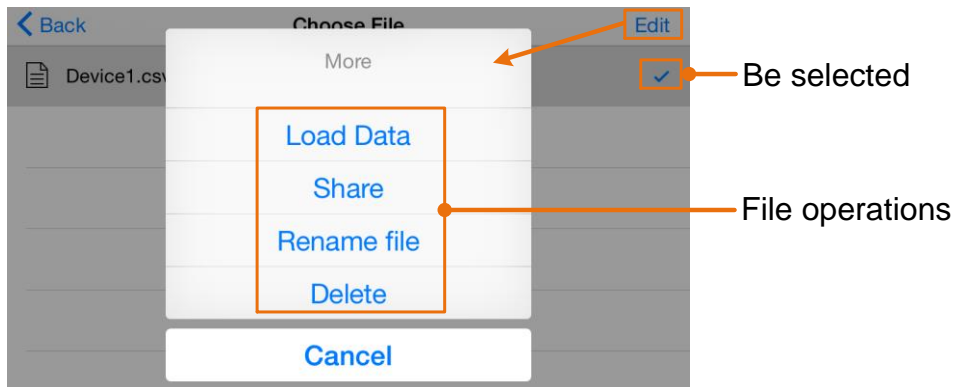 Back Choose File Edit
More
Device1.csv
Be selected
Load Data
Share
File operations
Rename file
Delete
Cancel